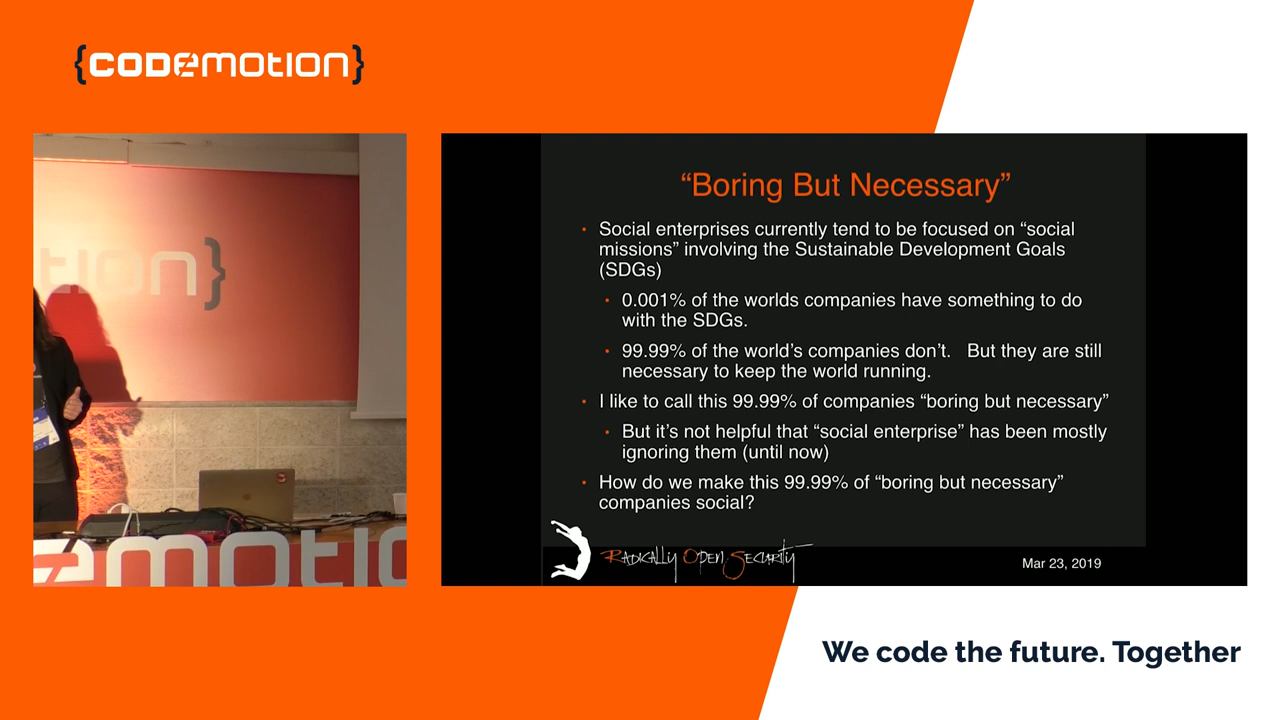 {CODEMOTION}
tion}
emotio
“Boring But Necessary”
• Social enterprises currently tend to be focused on “social
missions” involving the Sustainable Development Goals
(SDGs)
• 0.001% of the worlds companies have something to do
with the SDGs.
• 99.99% of the world’s companies don’t. But they are still
necessary to keep the world running.
• I like to call this 99.99% of companies “boring but necessary”
• But it’s not helpful that “social enterprise” has been mostly
ignoring them (until now)
• How do we make this 99.99% of “boring but necessary”
companies social?
RADICALLY OPEN SECURITY
Mar 23, 2019
We code the future. Together